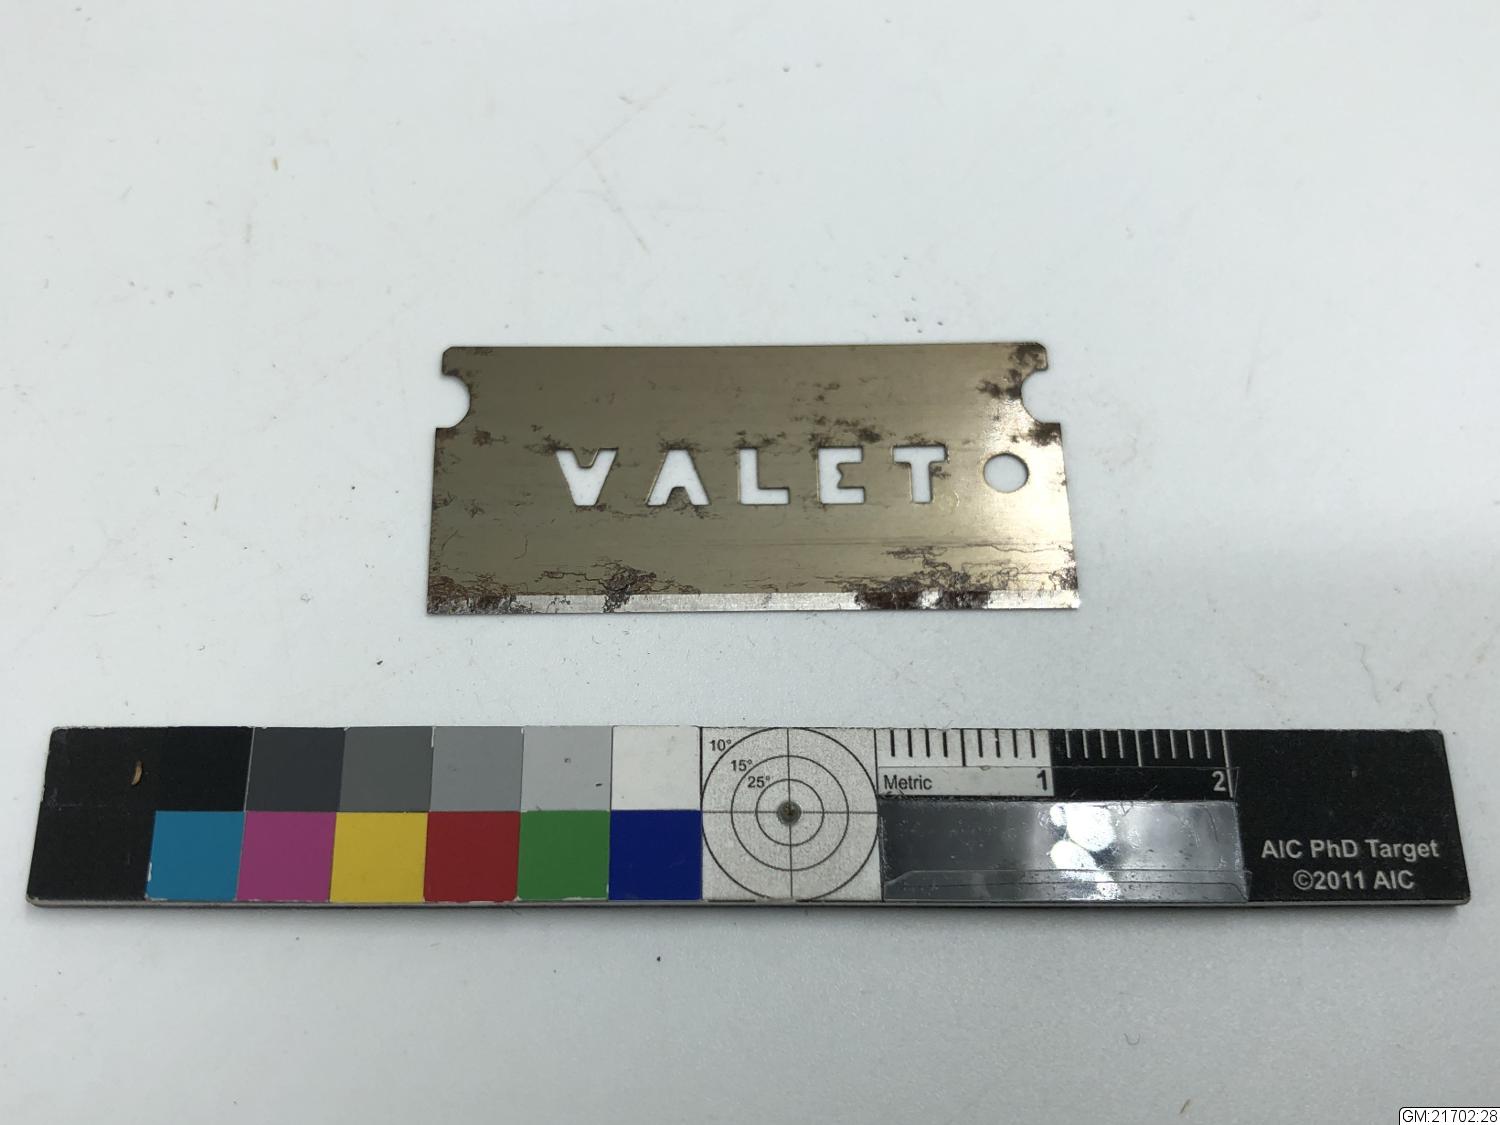 VALET
10°
15°
25°
Metric 1 2
AIC PhD Target
©2011 AIC
GM:21702:28